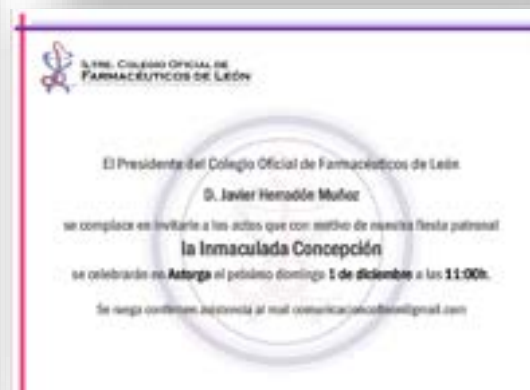 ILTRE. COLEGIO OFICIAL DE
FARMACÉUTICOS DE LEÓN
El Presidente del Colegio Oficial de Farmacéuticos de León
D. Javier Herradón Muñoz
se complace en invitarle a los actos que con motivo de nuestra fiesta patronal
la Inmaculada Concepción
se celebrarán en Astorga el próximo domingo 1 de diciembre a las 11:00h.
Se ruega confirmen asistencia al mail